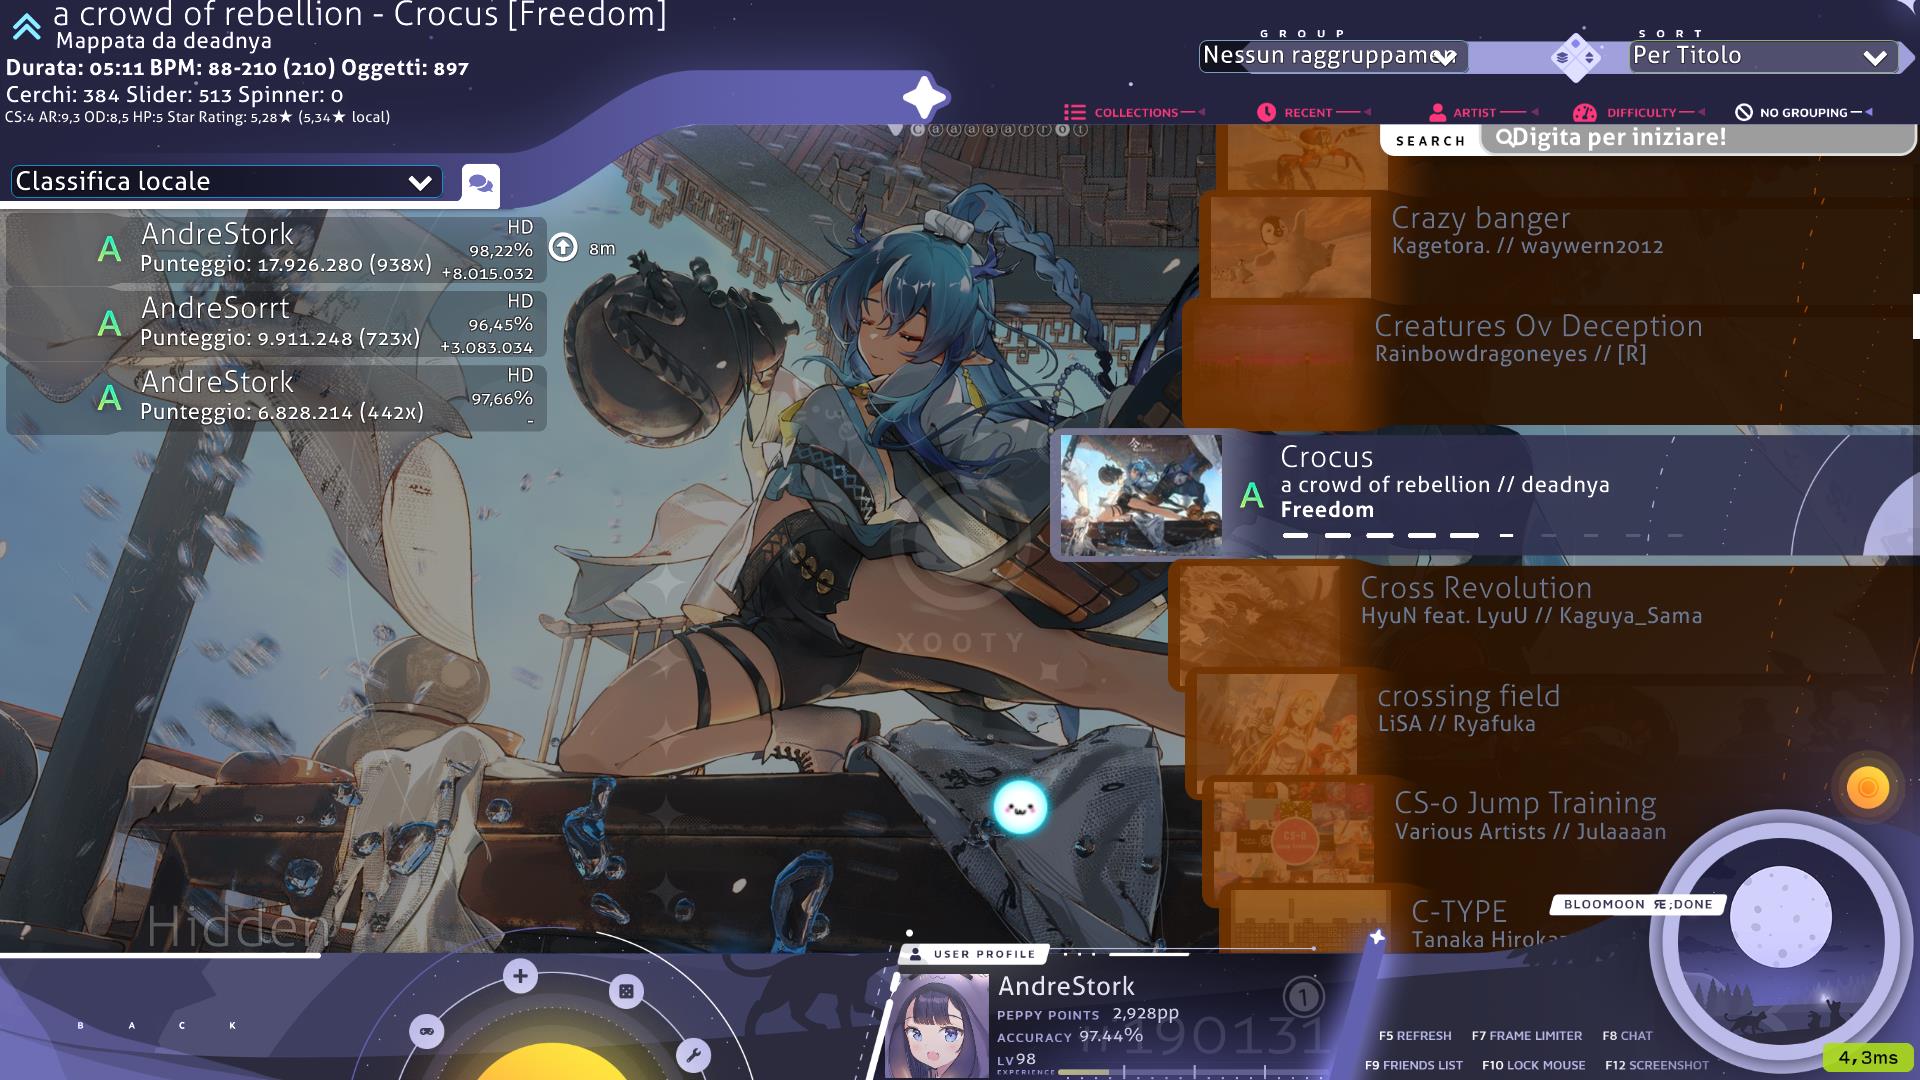 a crowd of rebellion - Crocus [Freedom]
Mappata da deadnya
Durata: 05:11 BPM: 88-210 (210) Oggetti: 897
Cerchi: 384 Slider: 513 Spinner: 0
CS:4 AR:9,3 OD:8,5 HP:5 Star Rating: 5,28★ (5,34★ local)
GROUP
Nessun raggruppamen
SORT
Per Titolo
COLLECTIONS
RECENT
ARTIST
DIFFICULTY
NO GROUPING
SEARCH
Digita per iniziare!
Classifica locale
AndreStork
Punteggio: 17.926.280 (938x)
HD
98,22%
+8.015.032
8m
AndreSorrt
Punteggio: 9.911.248 (723x)
HD
96,45%
+3.083.034
AndreStork
Punteggio: 6.828.214 (442x)
HD
97,66%
-
Crazy banger
Kagetora. // waywern2012
Creatures Ov Deception
Rainbowdragoneyes // [R]
Crocus
a crowd of rebellion // deadnya
Freedom
Cross Revolution
HyuN feat. LyuU // Kaguya_Sama
crossing field
LiSA // Ryafuka
CS-0 Jump Training
Various Artists // Julaaaan
C-TYPE
Tanaka Hiroka
XOOTY
Hidden
BLOOMOON RE;DONE
BACK
USER PROFILE
AndreStork
PEPPY POINTS 2,928pp
ACCURACY 97.44%
LV98
EXPERIENCE
#190131
1
F5 REFRESH F7 FRAME LIMITER F8 CHAT
F9 FRIENDS LIST F10 LOCK MOUSE F12 SCREENSHOT
4,3ms